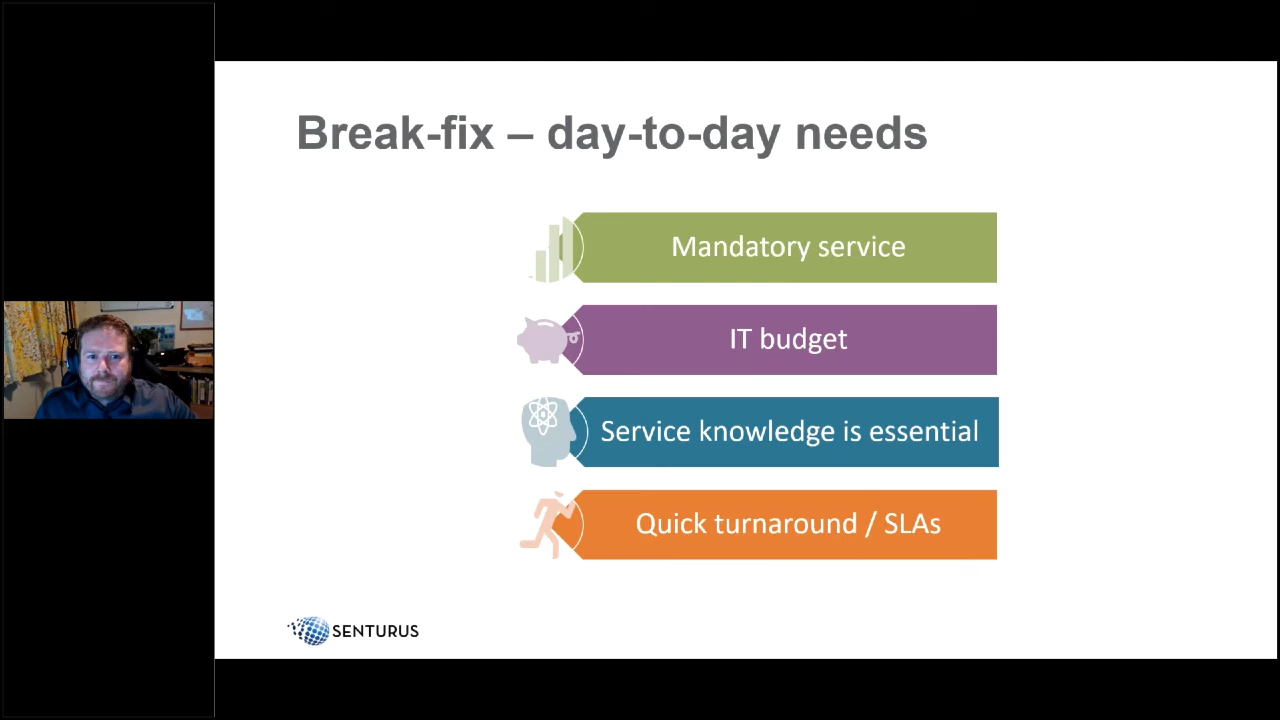 Break-fix – day-to-day needs
Mandatory service
IT budget
Service knowledge is essential
Quick turnaround / SLAs
SENTURUS